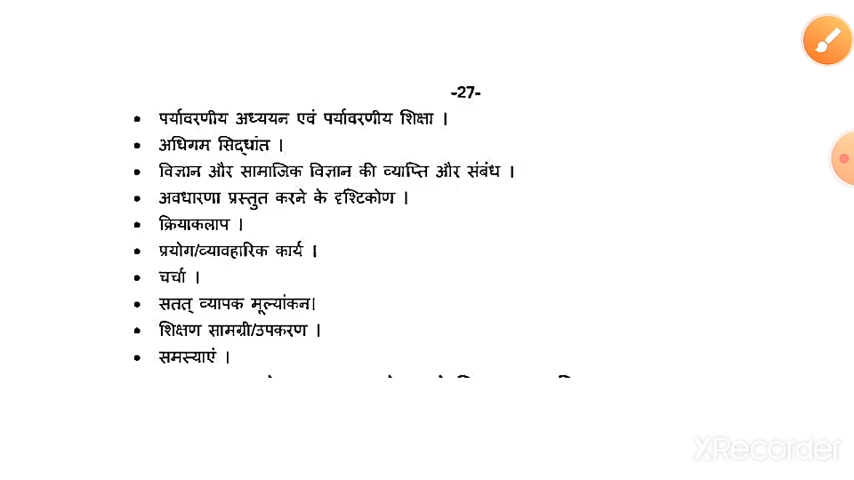 -27-
• पर्यावरणीय अध्ययन एवं पर्यावरणीय शिक्षा ।
• अधिगम सिद्धांत ।
• विज्ञान और सामाजिक विज्ञान की व्याप्ति और संबंध ।
• अवधारणा प्रस्तुत करने के दृश्टिकोण ।
• क्रियाकलाप ।
• प्रयोग/व्यावहारिक कार्य ।
• चर्चा ।
• सतत् व्यापक मूल्यांकन।
• शिक्षण सामग्री/उपकरण ।
• समस्याएं ।
XRecorder